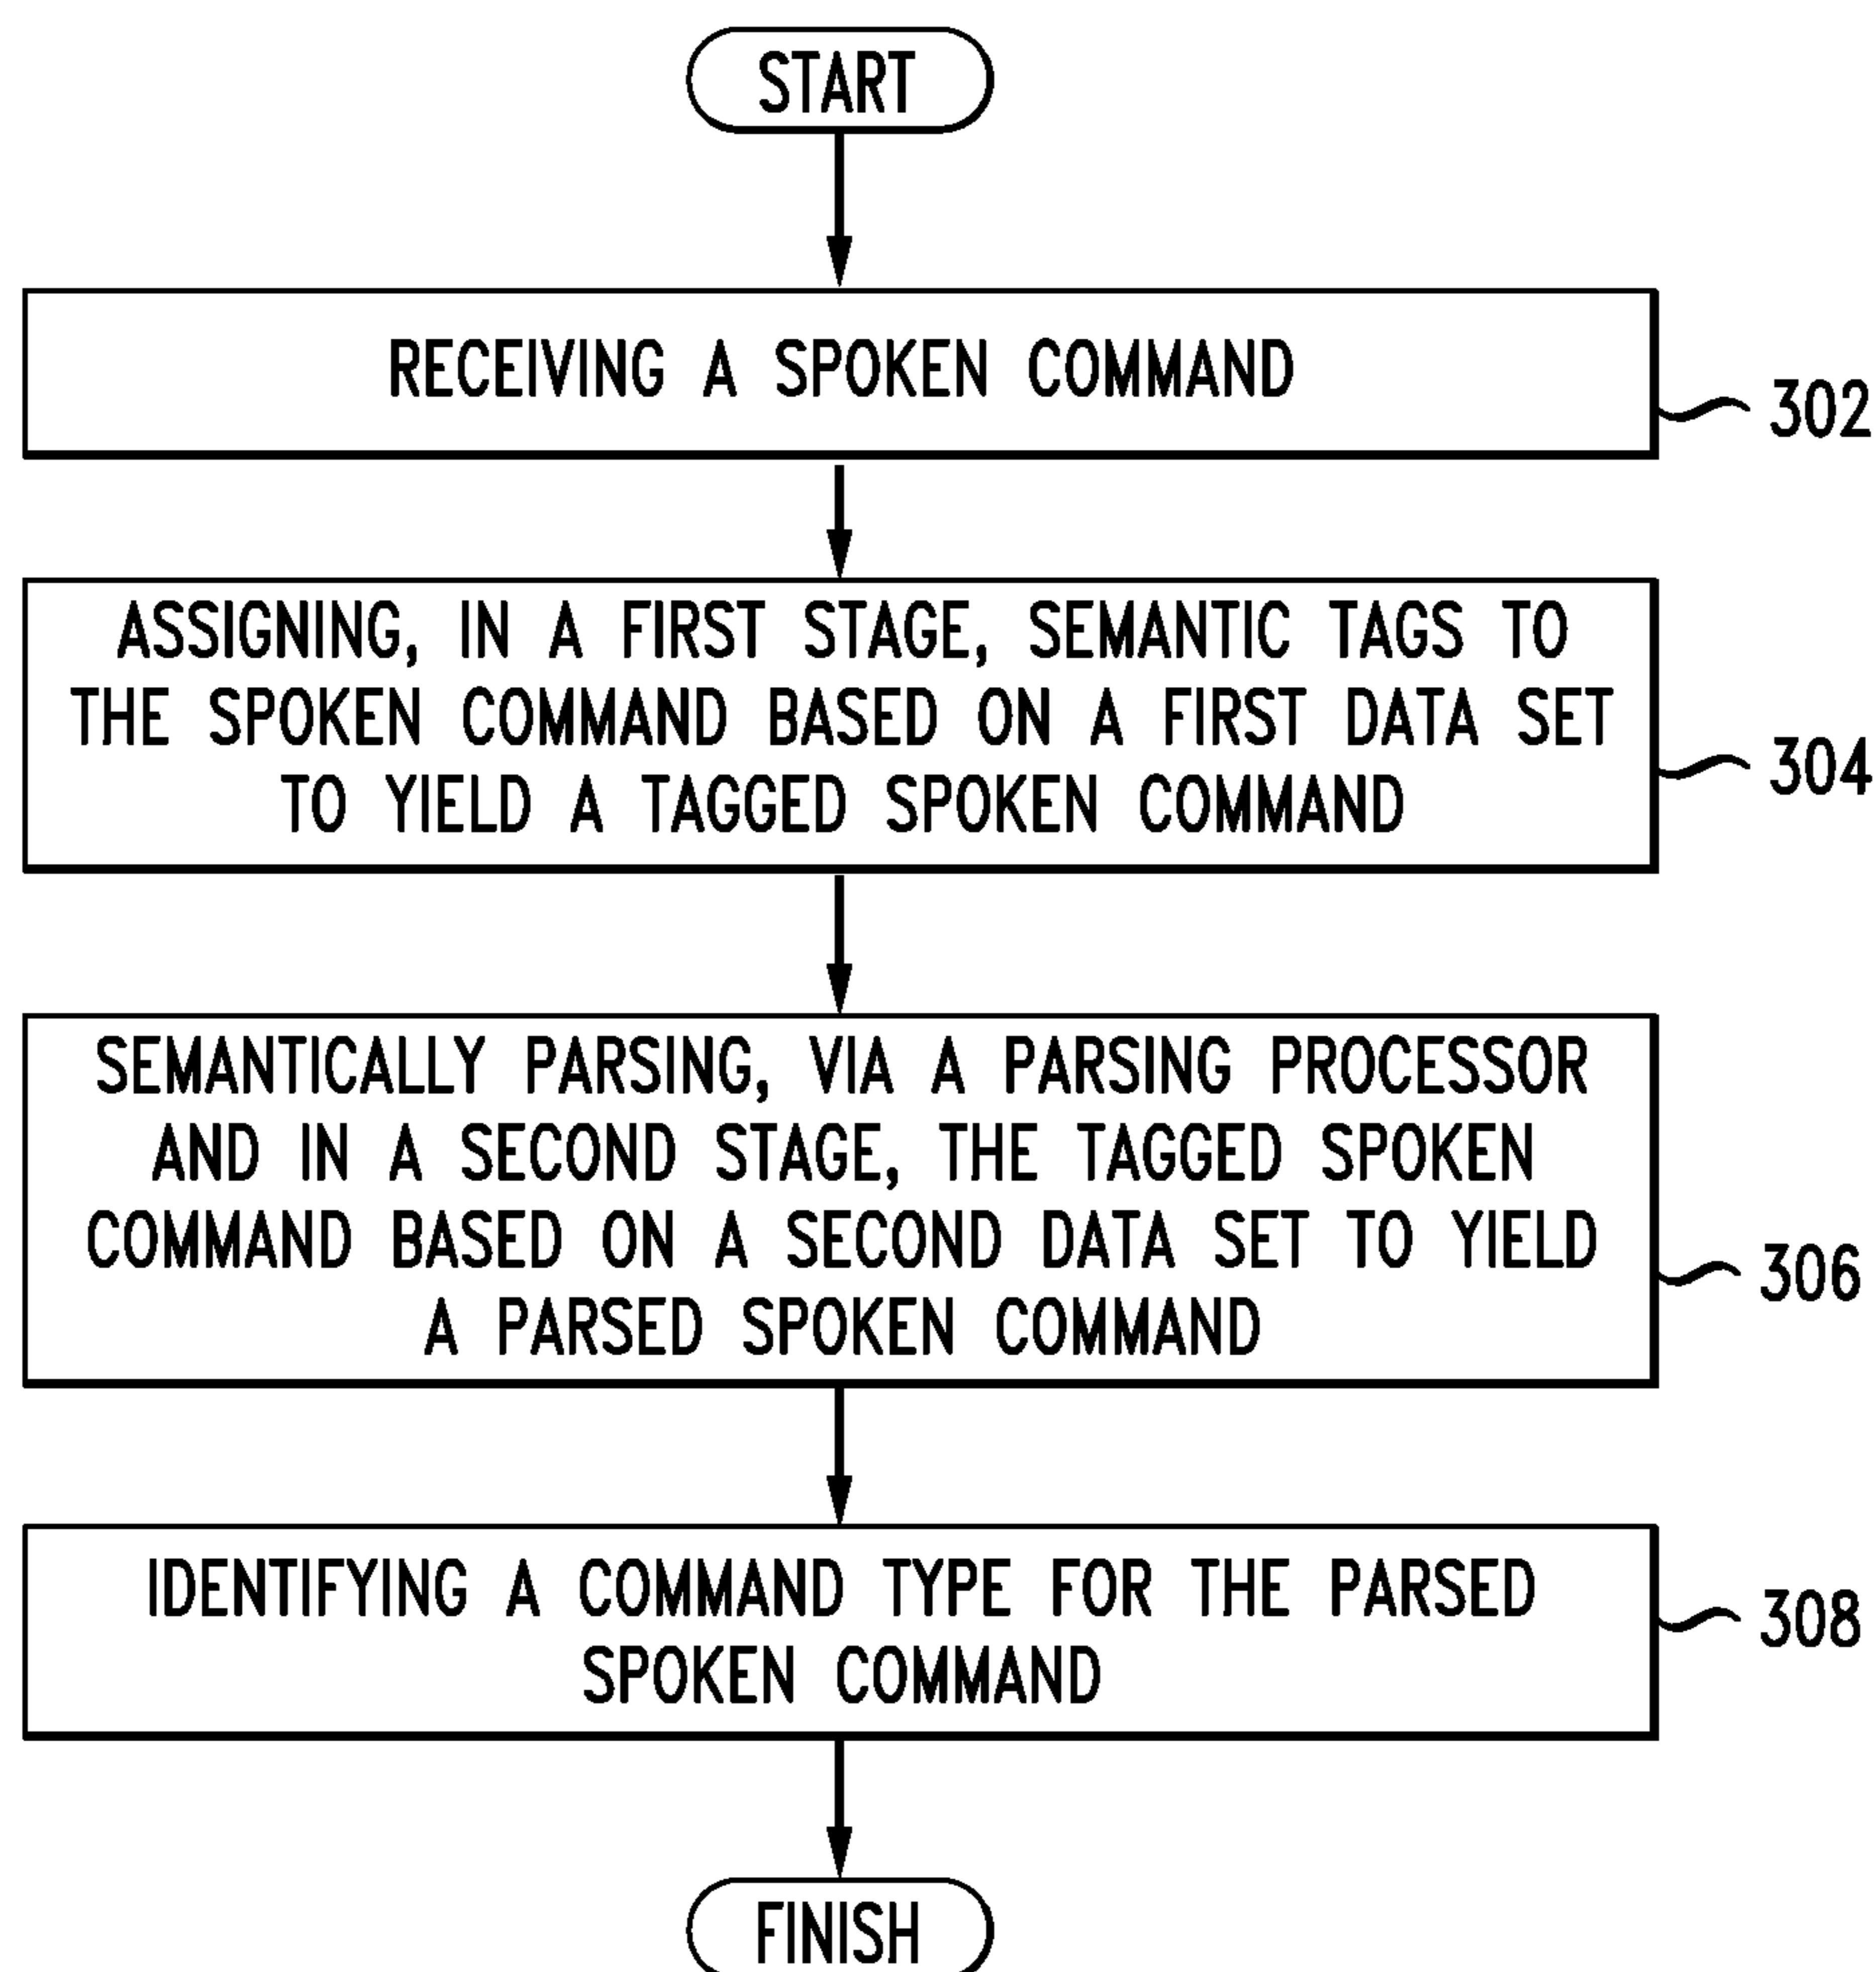 START
RECEIVING A SPOKEN COMMAND
302
ASSIGNING, IN A FIRST STAGE, SEMANTIC TAGS TO
THE SPOKEN COMMAND BASED ON A FIRST DATA SET
TO YIELD A TAGGED SPOKEN COMMAND
304
SEMANTICALLY PARSING, VIA A PARSING PROCESSOR
AND IN A SECOND STAGE, THE TAGGED SPOKEN
COMMAND BASED ON A SECOND DATA SET TO YIELD
A PARSED SPOKEN COMMAND
306
IDENTIFYING A COMMAND TYPE FOR THE PARSED
SPOKEN COMMAND
308
FINISH